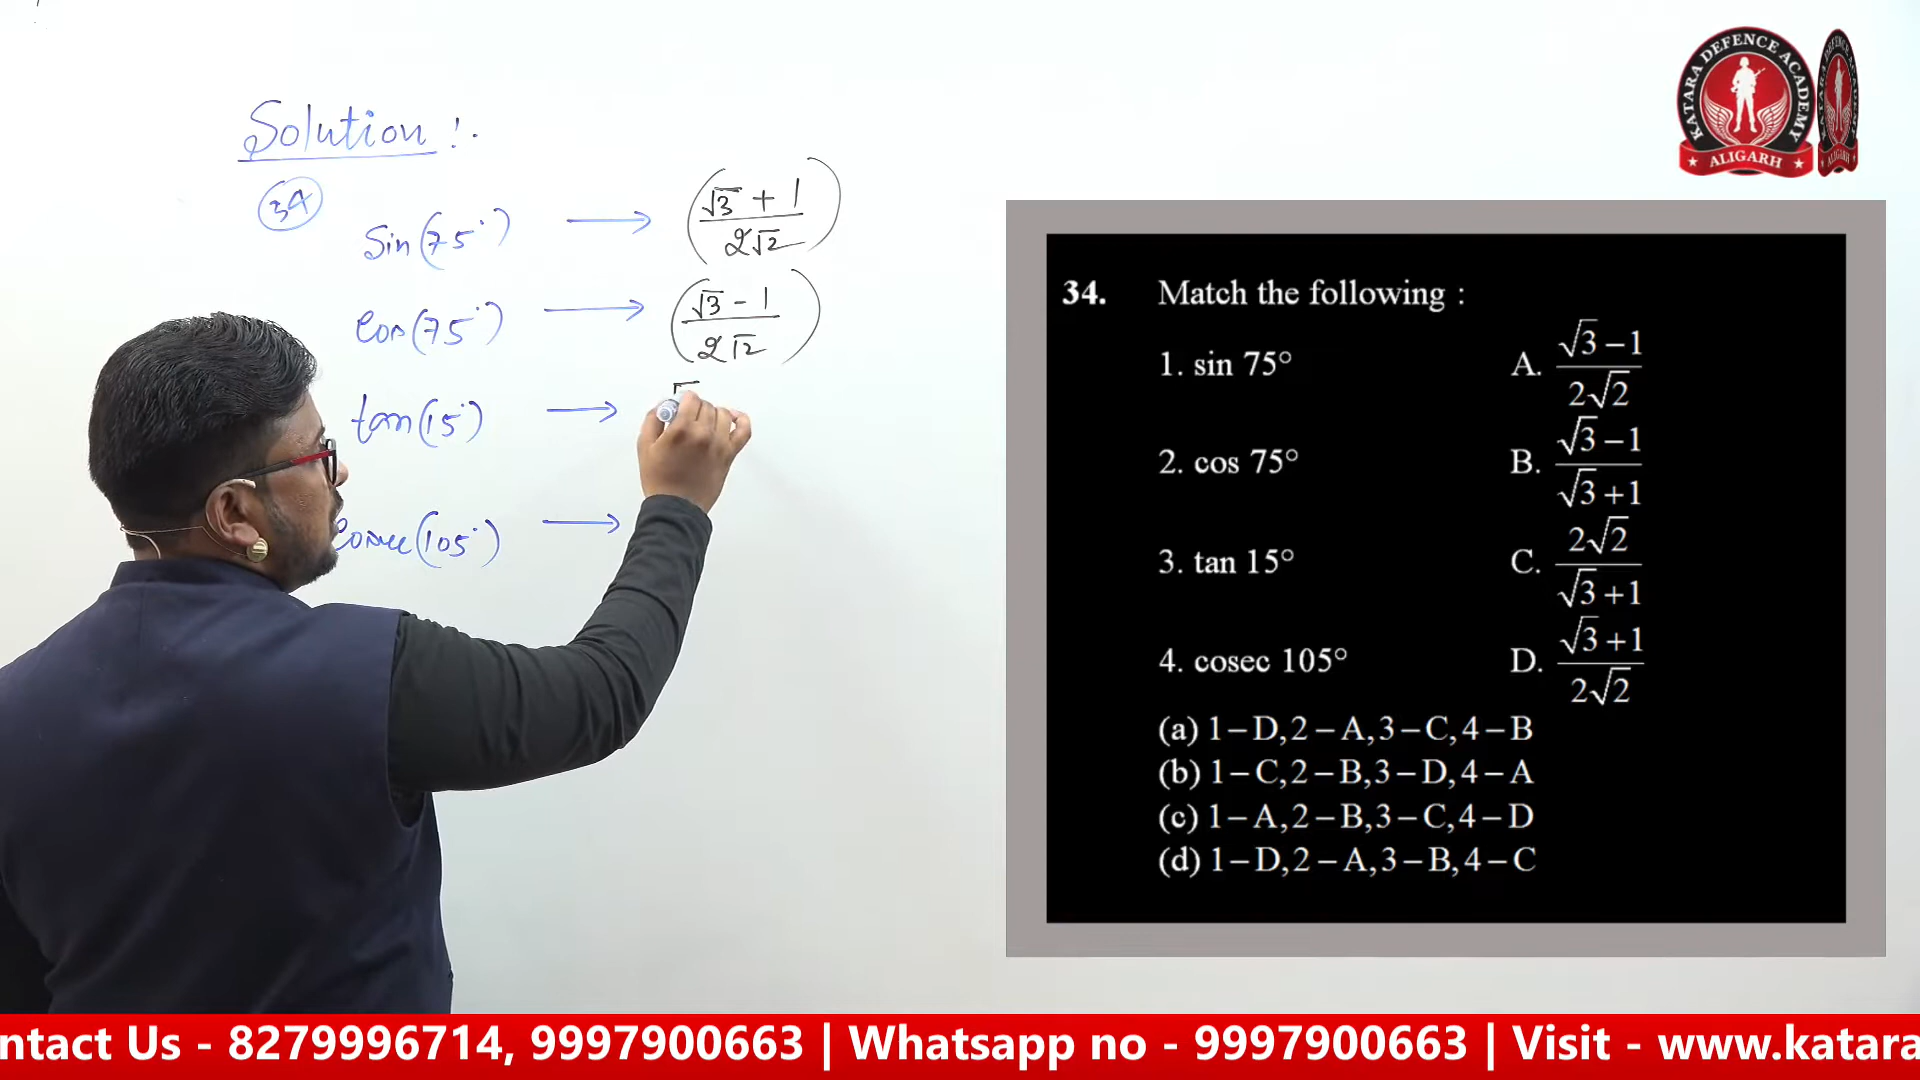 Solution :-
34
Sin(75°) → (√3 + 1 / 2√2)
Cos(75°) → (√3 - 1 / 2√2)
tan(15°) → √
Cosec(105°) →
KATARA DEFENCE ACADEMY
ALIGARH
34. Match the following :
1. sin 75° A. √3 – 1 / 2√2
2. cos 75° B. √3 – 1 / √3 + 1
3. tan 15° C. 2√2 / √3 + 1
4. cosec 105° D. √3 + 1 / 2√2
(a) 1 – D, 2 – A, 3 – C, 4 – B
(b) 1 – C, 2 – B, 3 – D, 4 – A
(c) 1 – A, 2 – B, 3 – C, 4 – D
(d) 1 – D, 2 – A, 3 – B, 4 – C
ntact Us - 8279996714, 9997900663 | Whatsapp no - 9997900663 | Visit - www.katara